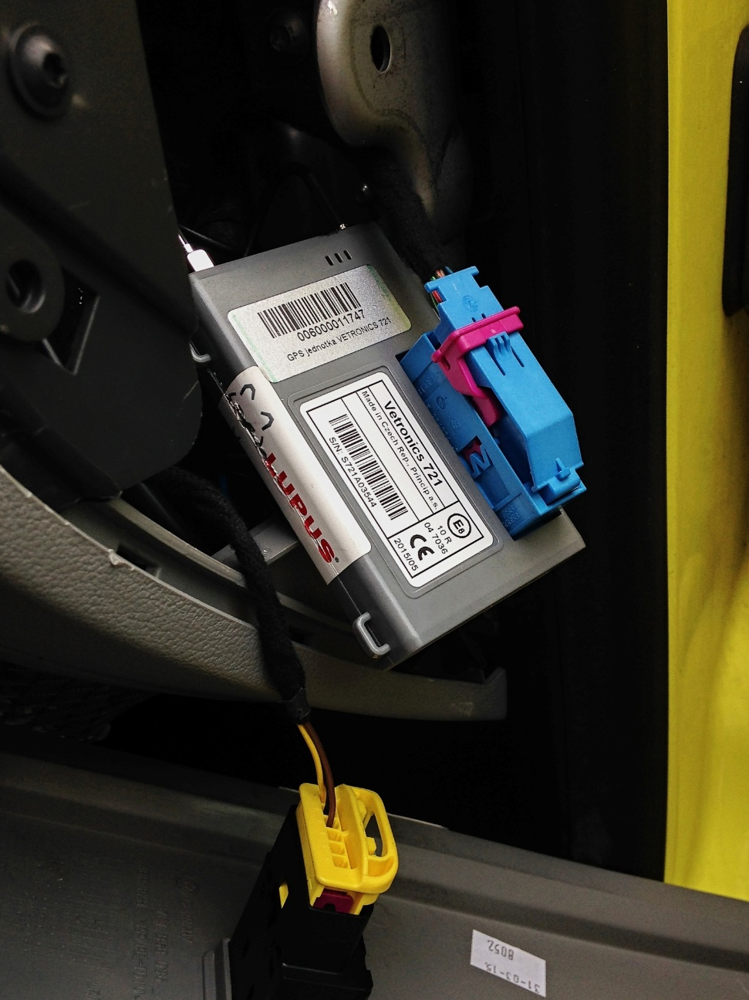 006000011747
GPS jednotka VETRONICS 721
LUPUS®
Vetronics 721
Made in Czech Rep., Princip a.s.
S/N: S721A03544
E8
10 R
04 7036
CE
2015/05
8052
31-03-15